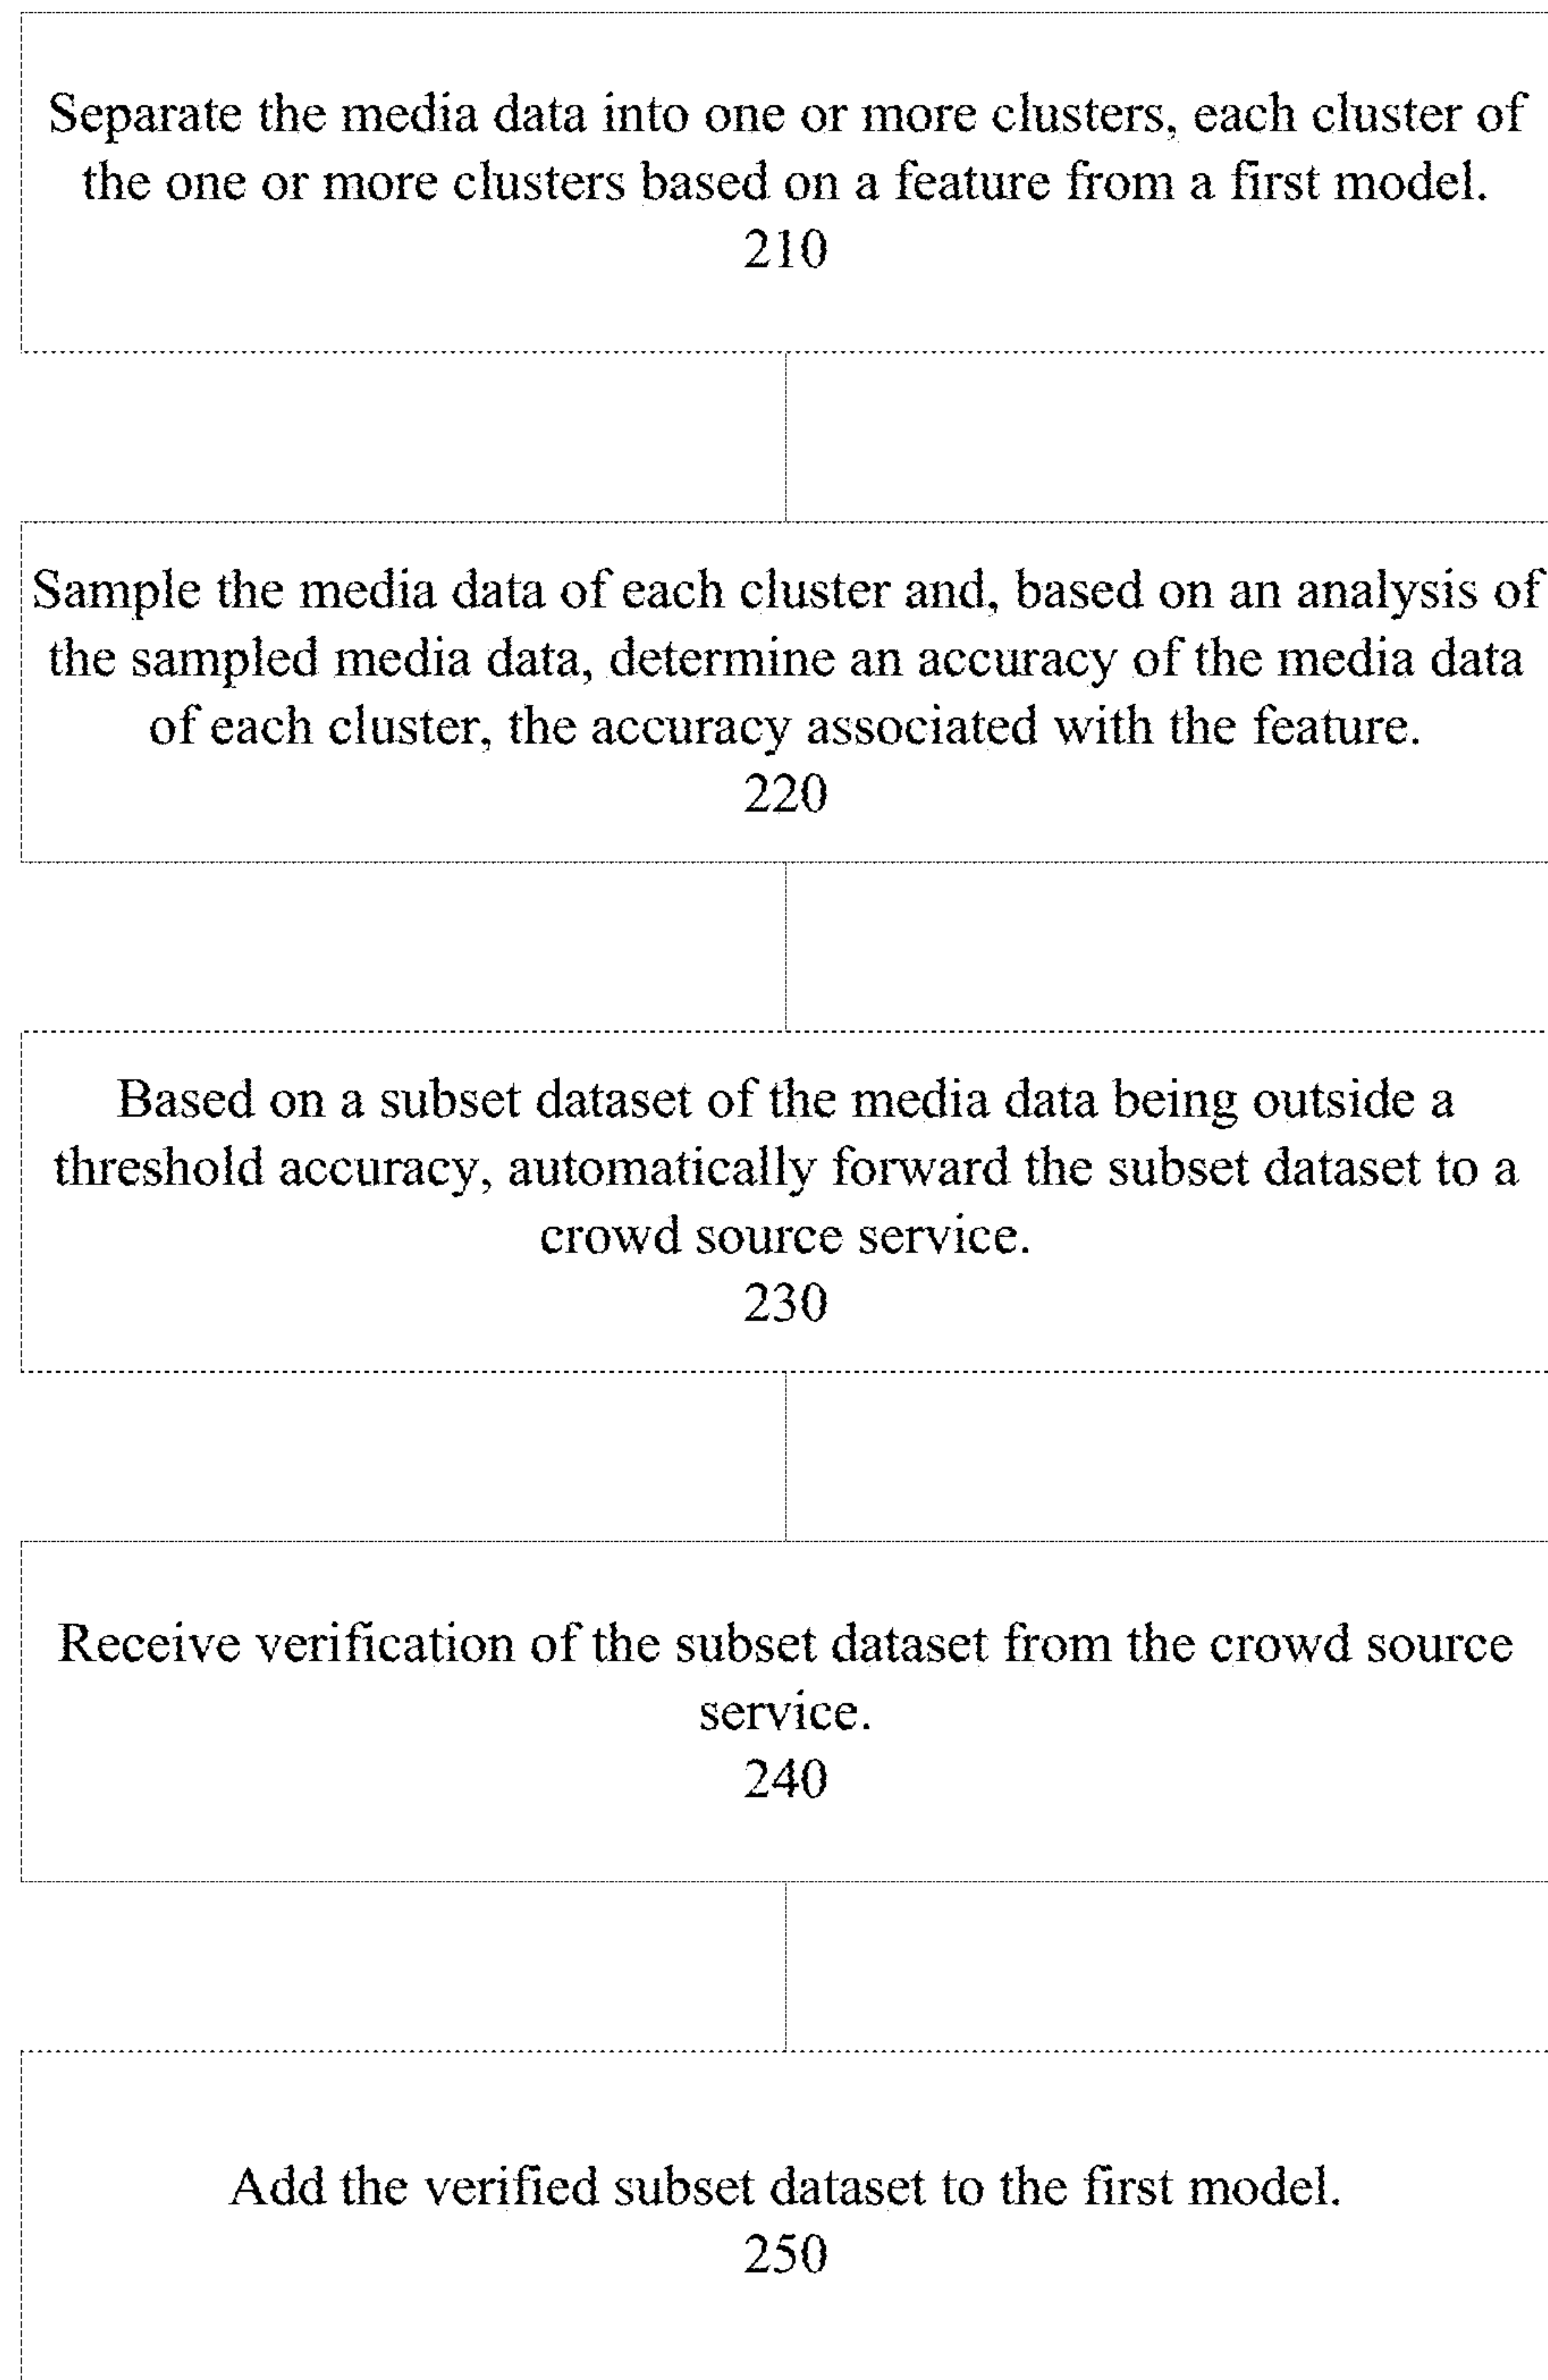 Separate the media data into one or more clusters, each cluster of
the one or more clusters based on a feature from a first model.
210
Sample the media data of each cluster and, based on an analysis of
the sampled media data, determine an accuracy of the media data
of each cluster, the accuracy associated with the feature.
220
Based on a subset dataset of the media data being outside a
threshold accuracy, automatically forward the subset dataset to a
crowd source service.
230
Receive verification of the subset dataset from the crowd source
service.
240
Add the verified subset dataset to the first model.
250